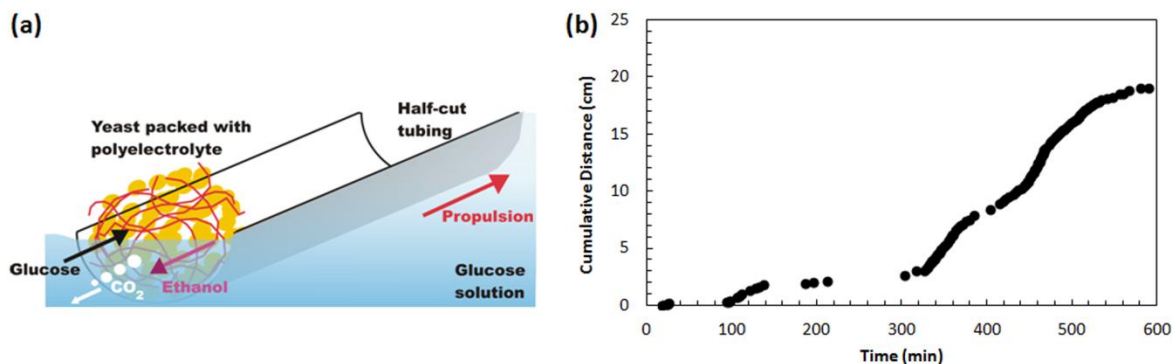 (a)
Yeast packed with
polyelectrolyte
Half-cut
tubing
Propulsion
Glucose
CO₂
Ethanol
Glucose
solution
(b)
Cumulative Distance (cm)
25
20
15
10
5
0
0 100 200 300 400 500 600
Time (min)